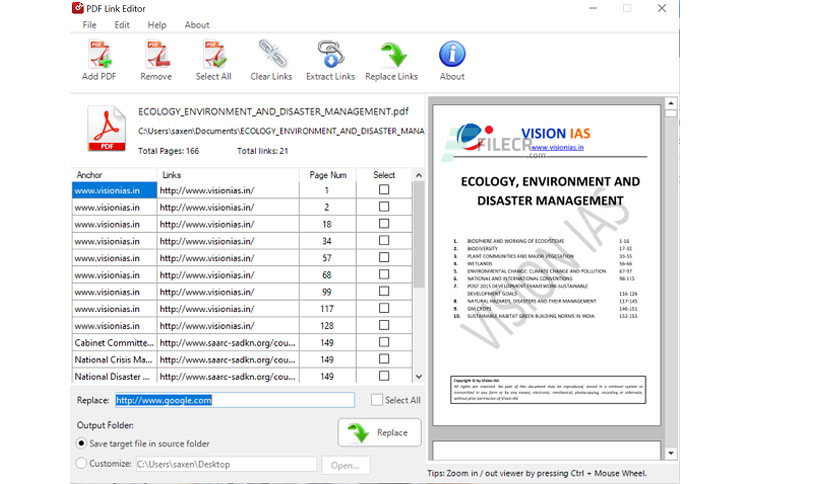 PDF Link Editor
File Edit Help About
Add PDF Remove Select All Clear Links Extract Links Replace Links About
ECOLOGY_ENVIRONMENT_AND_DISASTER_MANAGEMENT.pdf
C:\Users\saxen\Documents\ECOLOGY_ENVIRONMENT_AND_DISASTER_MANA
Total Pages: 166 Total links: 21
Anchor Links Page Num Select
www.visionias.in http://www.visionias.in/ 1
www.visionias.in http://www.visionias.in/ 2
www.visionias.in http://www.visionias.in/ 18
www.visionias.in http://www.visionias.in/ 34
www.visionias.in http://www.visionias.in/ 57
www.visionias.in http://www.visionias.in/ 68
www.visionias.in http://www.visionias.in/ 99
www.visionias.in http://www.visionias.in/ 117
www.visionias.in http://www.visionias.in/ 128
Cabinet Committe... http://www.saarc-sadkn.org/cou... 149
National Crisis Ma... http://www.saarc-sadkn.org/cou... 149
National Disaster ... http://www.saarc-sadkn.org/cou... 149
Replace: http://www.google.com Select All
Output Folder:
Save target file in source folder
Replace
Customize: C:\Users\saxen\Desktop Open...
PDF
VISION IAS
www.visionias.in
FILECR
.com
ECOLOGY, ENVIRONMENT AND
DISASTER MANAGEMENT
1. BIOSPHERE AND WORKING OF ECOSYSTEMS 1-16
2. BIODIVERSITY 17-32
3. PLANT COMMUNITIES AND MAJOR VEGETATION 33-55
4. WETLANDS 56-66
5. ENVIRONMENTAL CHANGE: CLIMATE CHANGE AND POLLUTION 67-97
6. NATIONAL AND INTERNATIONAL CONVENTIONS 98-115
7. POST 2015 DEVELOPMENT FRAMEWORK-SUSTAINABLE
DEVELOPMENT GOALS 116-126
8. NATURAL HAZARDS, DISASTERS AND THEIR MANAGEMENT 117-145
9. GM CROPS 146-151
10. SUSTAINABLE HABITAT GREEN BUILDING NORMS IN INDIA 152-155
VISION IAS
Copyright © by Vision IAS
All rights are reserved. No part of this document may be reproduced, stored in a retrieval system or
transmitted in any form or by any means, electronic, mechanical, photocopying, recording or otherwise,
without prior permission of Vision IAS
Tips: Zoom in / out viewer by pressing Ctrl + Mouse Wheel.